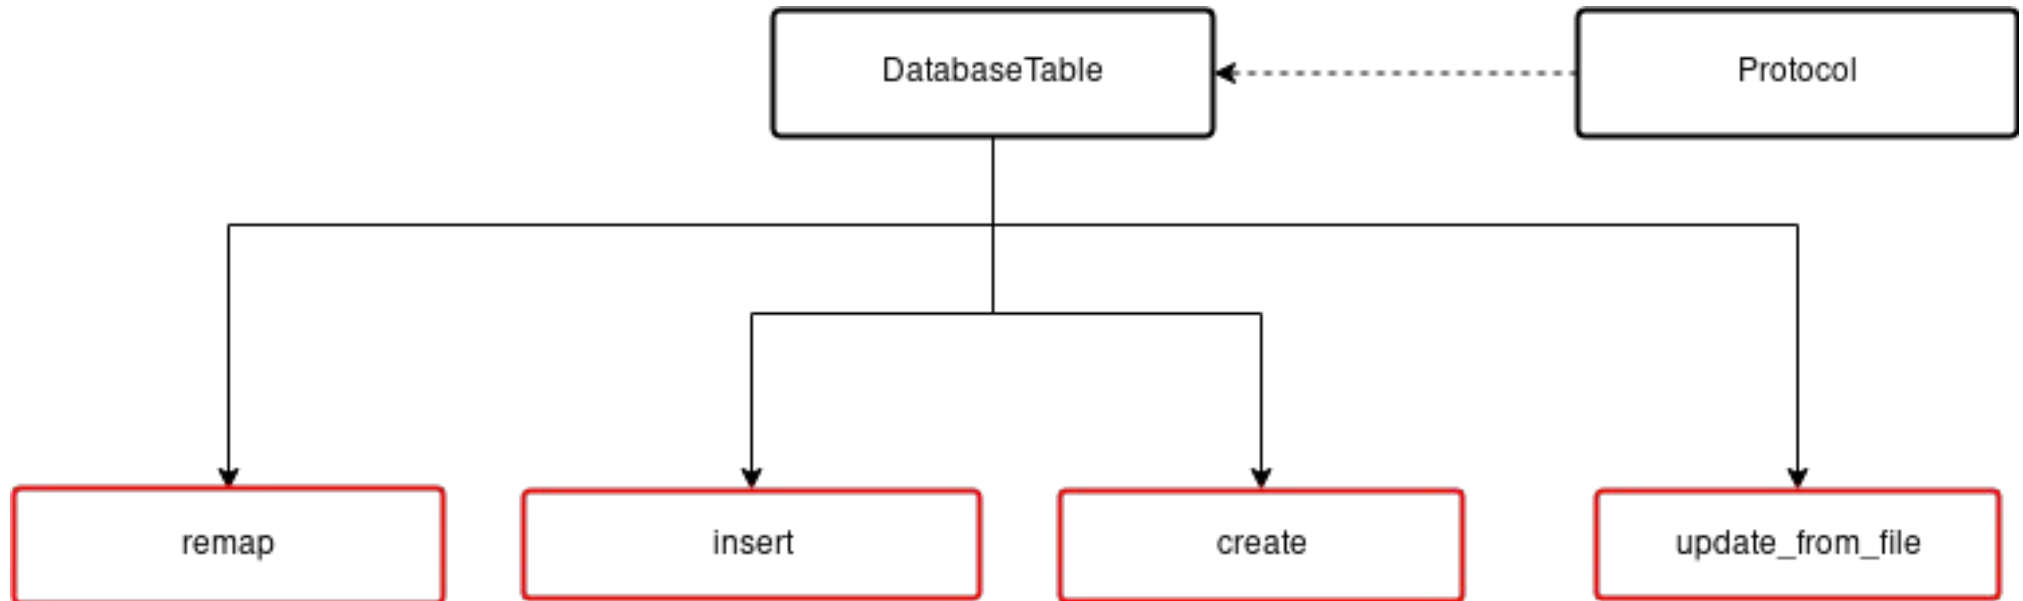 DatabaseTable
Protocol
remap
insert
create
update_from_file